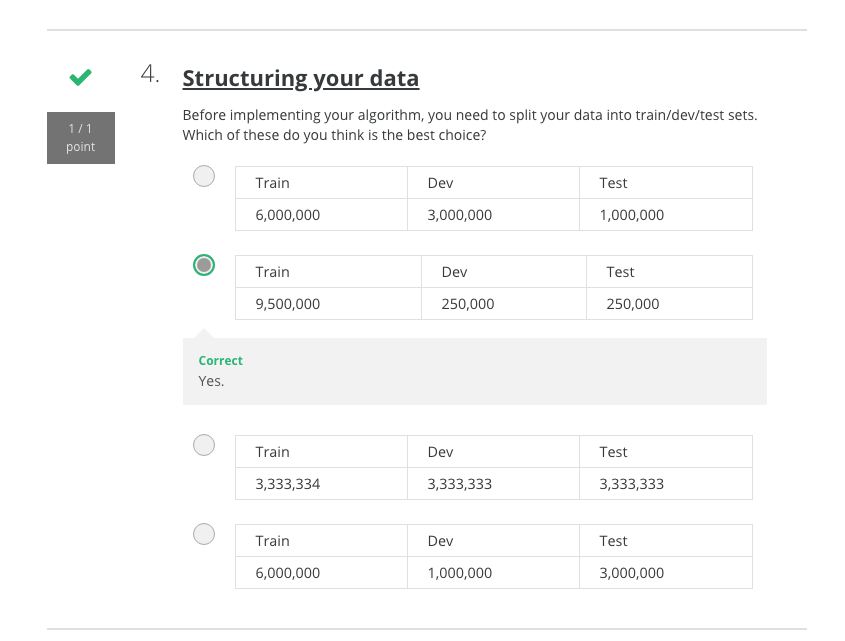 4. Structuring your data
1 / 1
point
Before implementing your algorithm, you need to split your data into train/dev/test sets.
Which of these do you think is the best choice?
Train Dev Test
6,000,000 3,000,000 1,000,000
Train Dev Test
9,500,000 250,000 250,000
Correct
Yes.
Train Dev Test
3,333,334 3,333,333 3,333,333
Train Dev Test
6,000,000 1,000,000 3,000,000